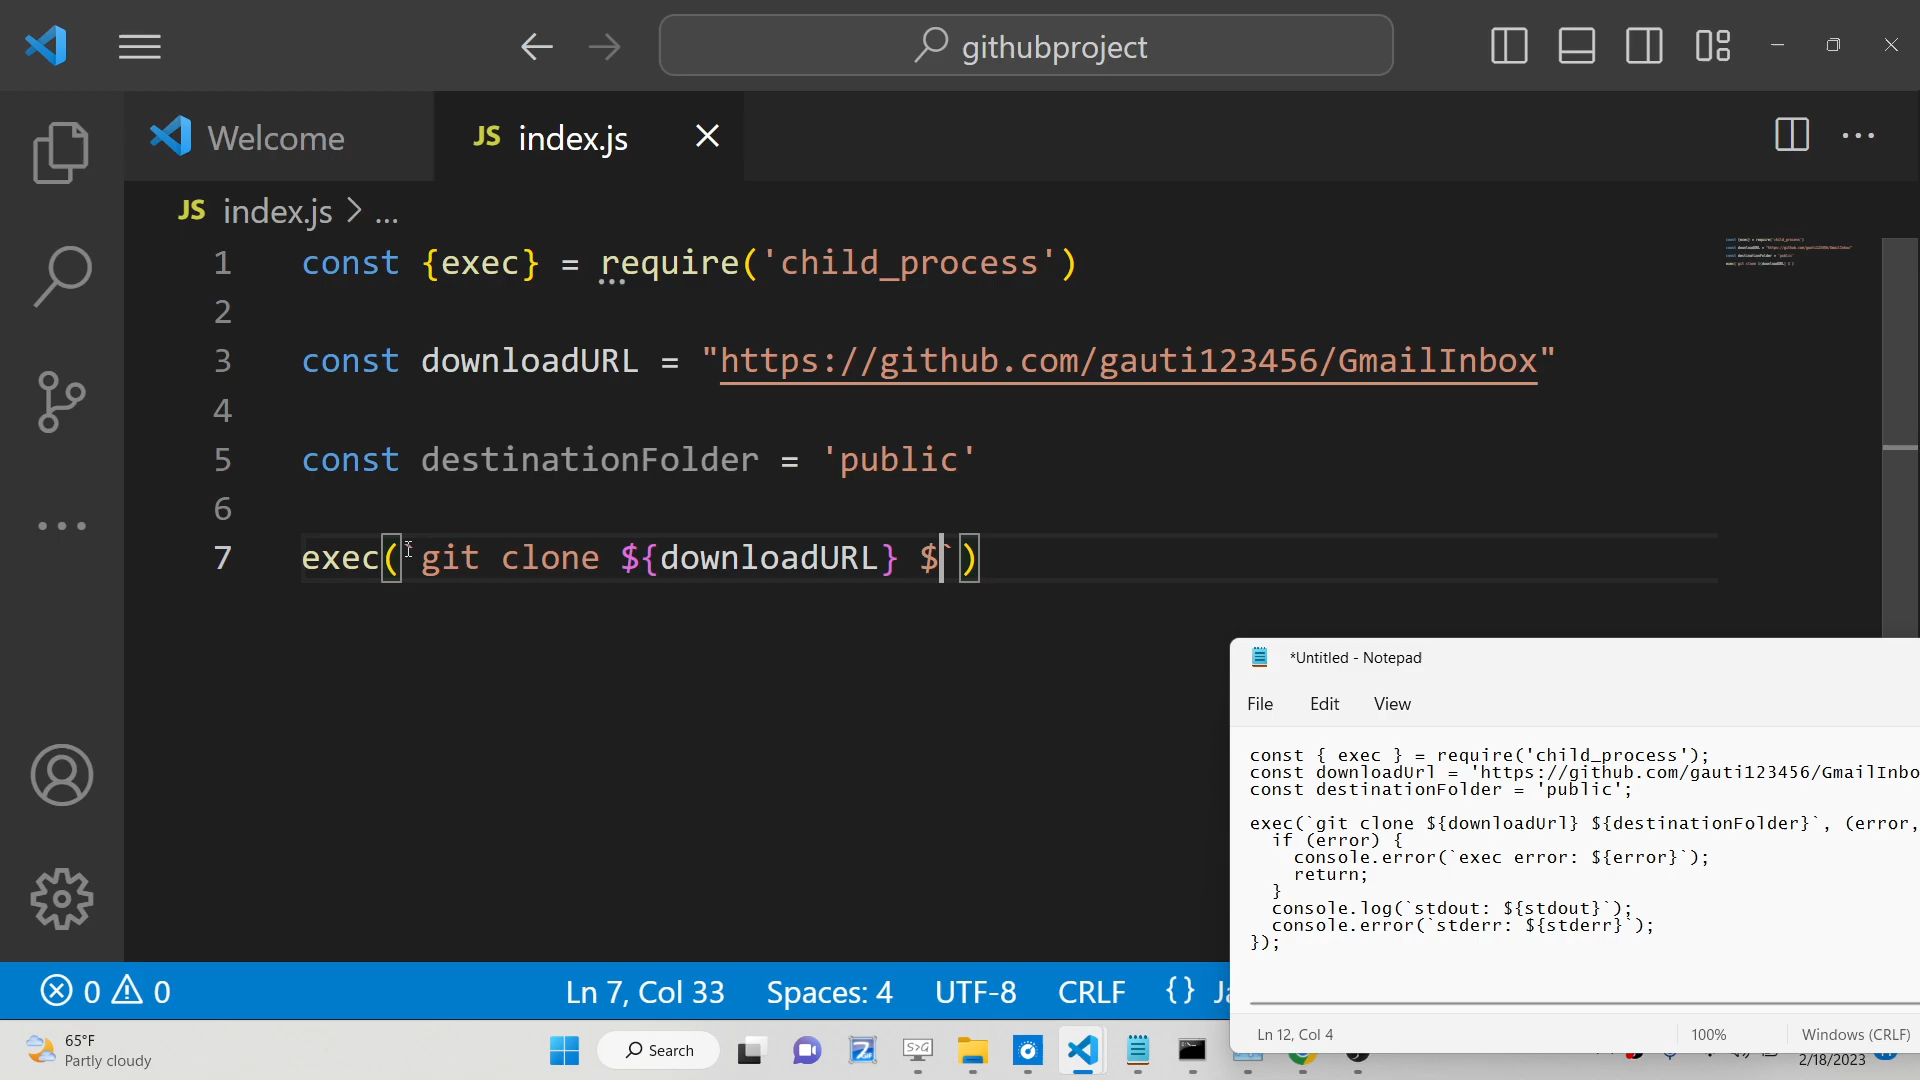 githubproject
Welcome
JS index.js
JS index.js > ...
1 const {exec} = require('child_process')
2
3 const downloadURL = "https://github.com/gauti123456/GmailInbox"
4
5 const destinationFolder = 'public'
6
7 exec(`git clone ${downloadURL} $`)
*Untitled - Notepad
File Edit View
const { exec } = require('child_process');
const downloadUrl = 'https://github.com/gauti123456/GmailInbo
const destinationFolder = 'public';
exec(`git clone ${downloadUrl} ${destinationFolder}`, (error,
if (error) {
console.error(`exec error: ${error}`);
return;
}
console.log(`stdout: ${stdout}`);
console.error(`stderr: ${stderr}`);
});
Ln 12, Col 4 100% Windows (CRLF)
0 0 Ln 7, Col 33 Spaces: 4 UTF-8 CRLF {}
65°F
Partly cloudy
Search
2/18/2023